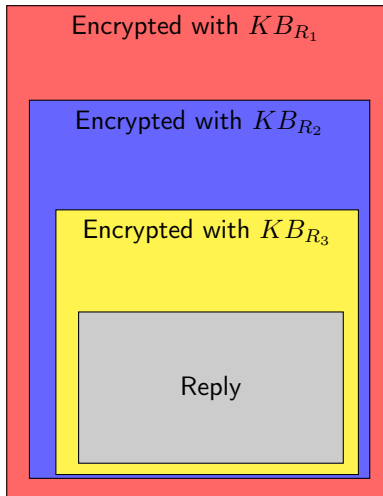 Encrypted with $KB_{R_1}$
Encrypted with $KB_{R_2}$
Encrypted with $KB_{R_3}$
Reply